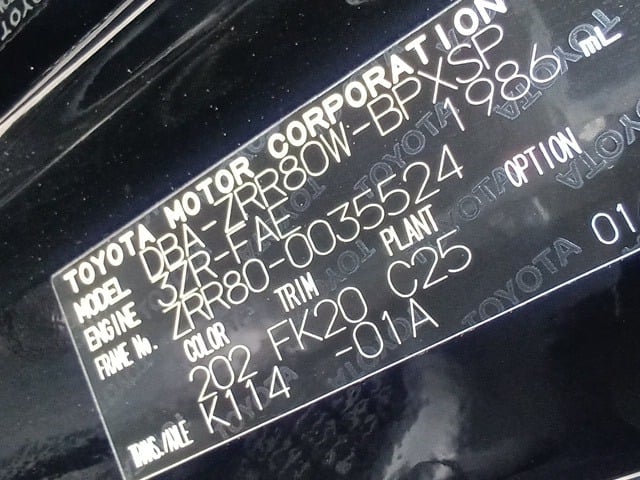 TOYOTA MOTOR CORPORATION
MODEL DBA-ZRR80W-BPXSP
ENGINE 3ZR-FAE 1986 mL
FRAME No. ZRR80-0035524
COLOR TRIM PLANT OPTION
202 FK20 C25 01
TRANS./AXLE K114 -01A